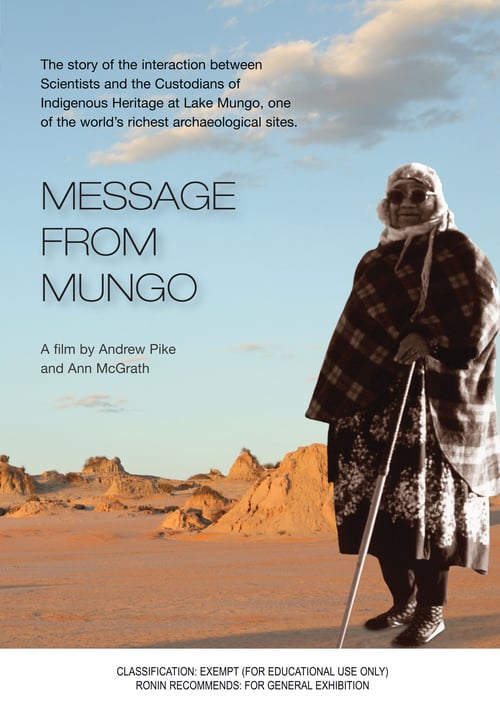 The story of the interaction between
Scientists and the Custodians of
Indigenous Heritage at Lake Mungo, one
of the world's richest archaeological sites.
MESSAGE
FROM
MUNGO
A film by Andrew Pike
and Ann McGrath
CLASSIFICATION: EXEMPT (FOR EDUCATIONAL USE ONLY)
RONIN RECOMMENDS: FOR GENERAL EXHIBITION